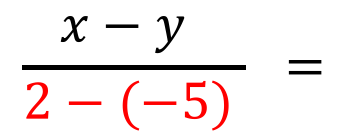 x − y
2 − (−5) =